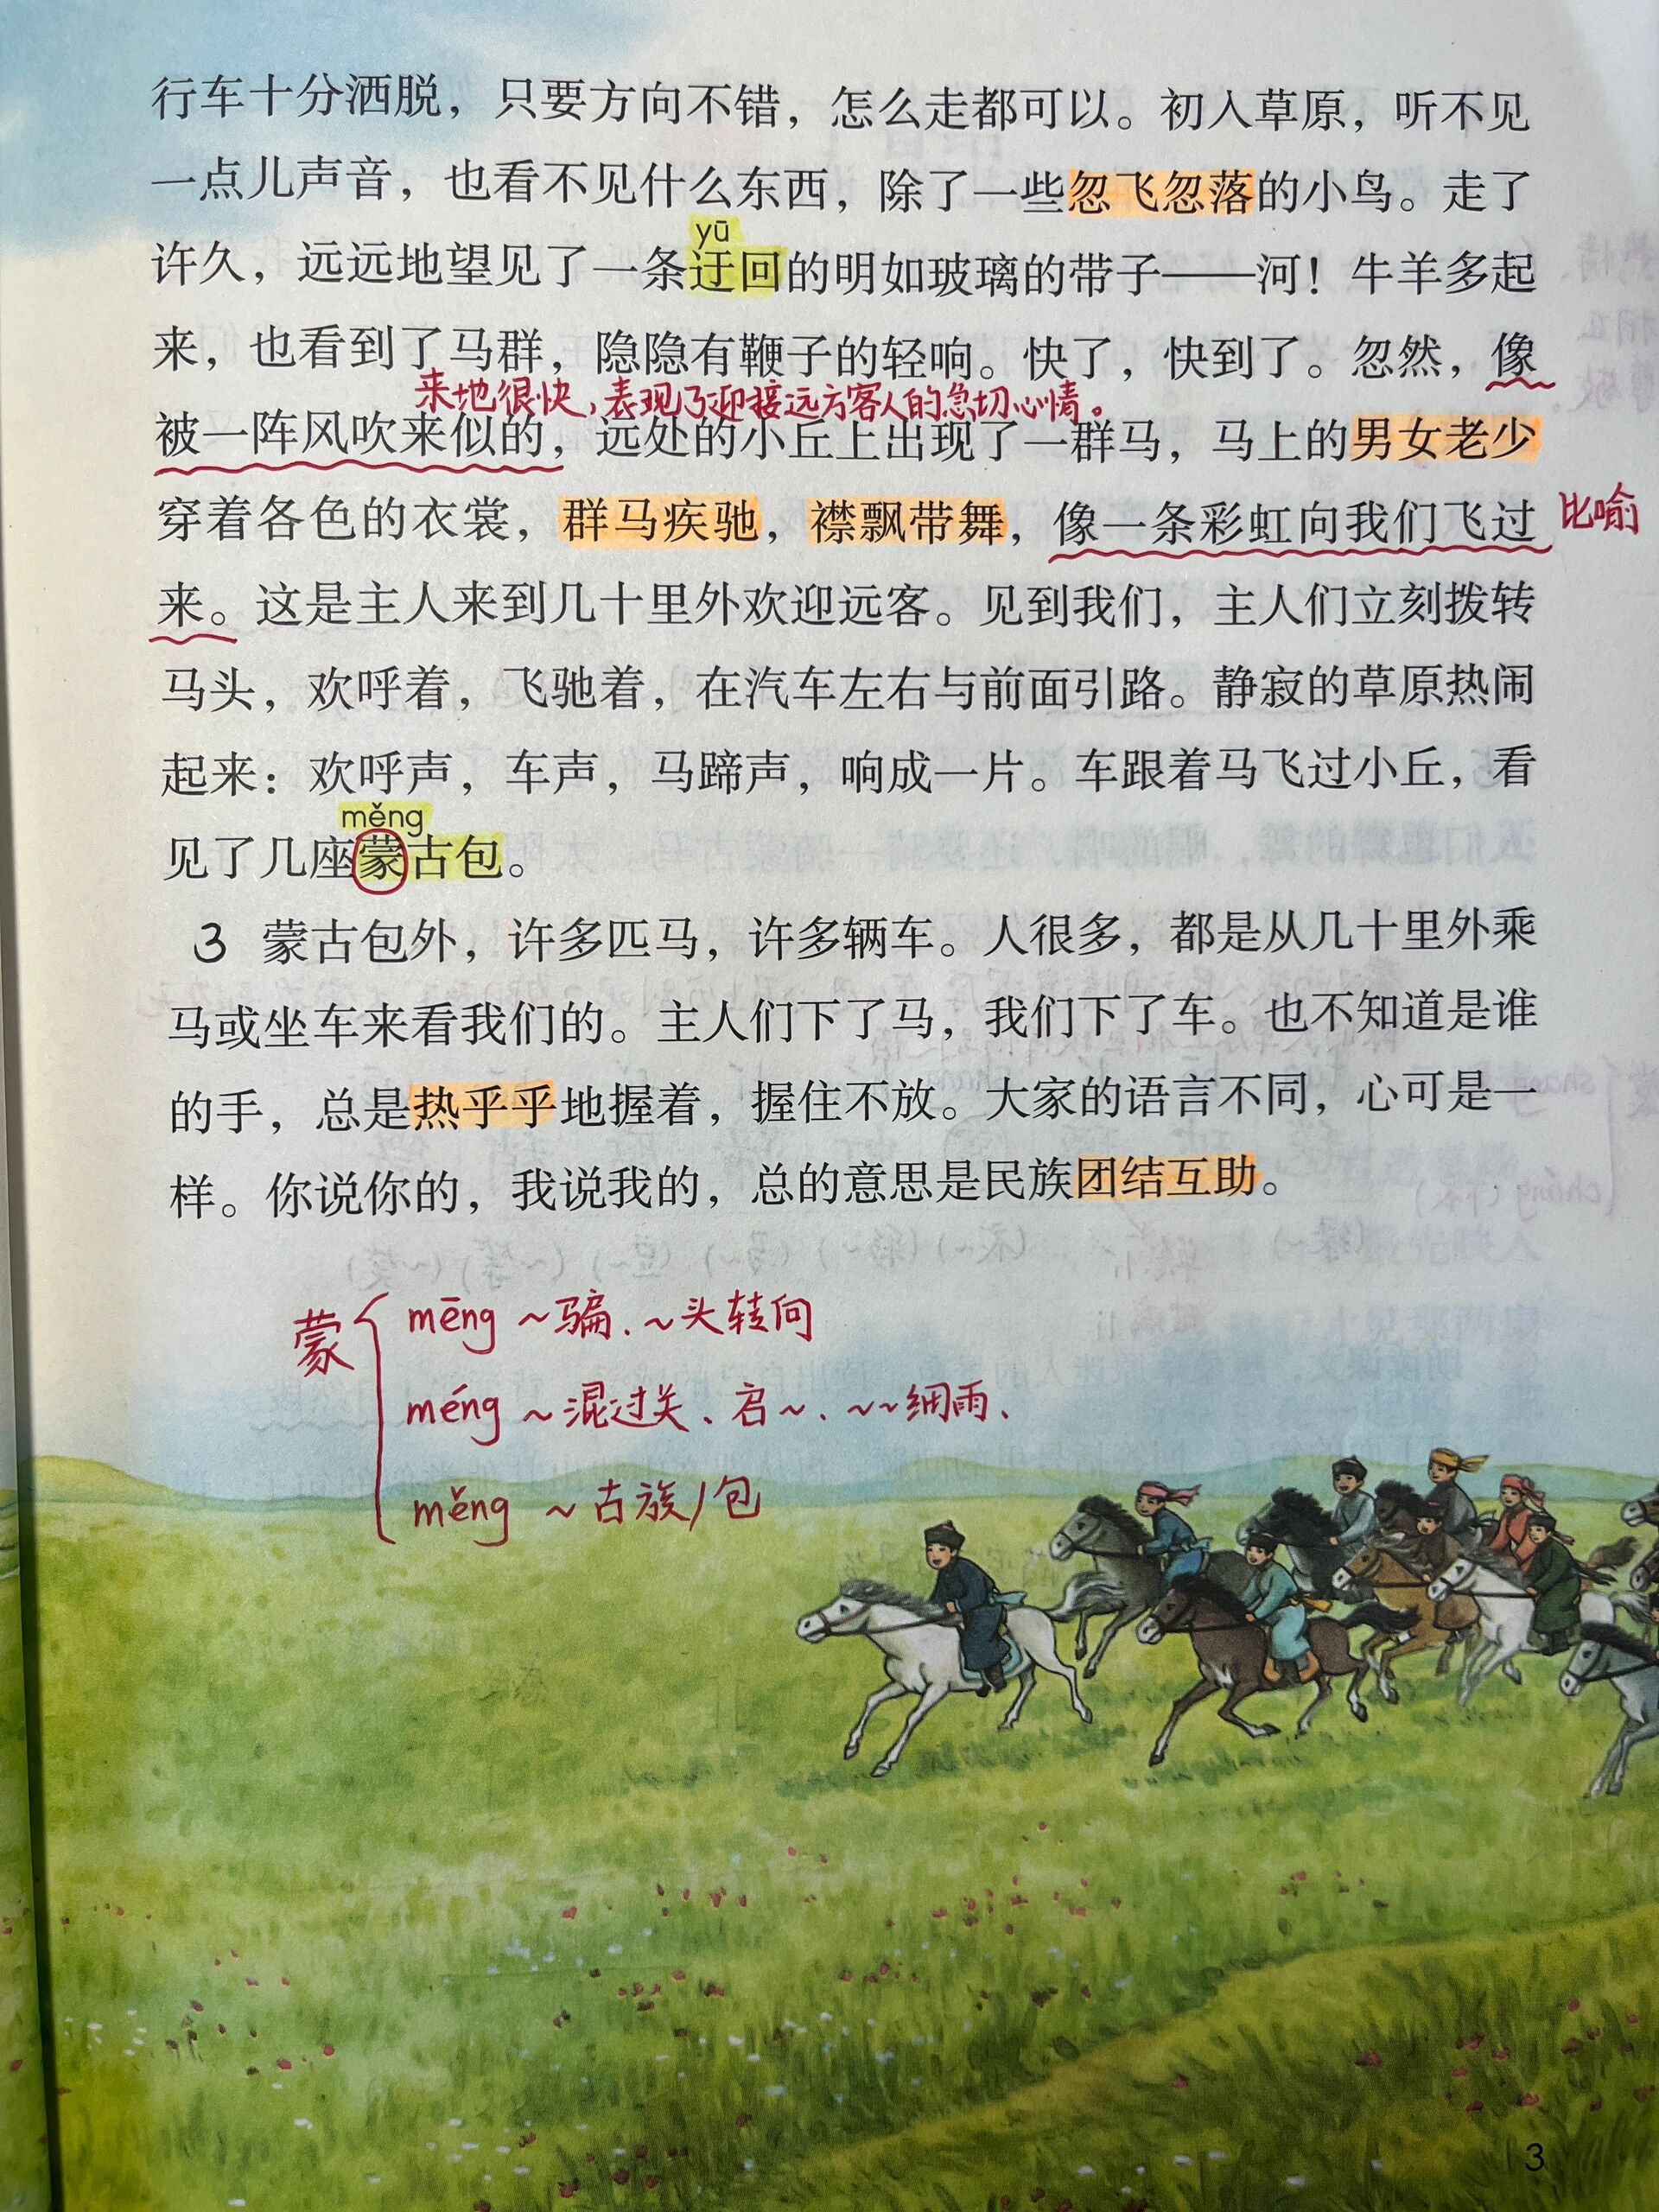 行车十分洒脱，只要方向不错，怎么走都可以。初入草原，听不见
一点儿声音，也看不见什么东西，除了一些忽飞忽落的小鸟。走了
yū
许久，远远地望见了一条迂回的明如玻璃的带子——河！牛羊多起
来，也看到了马群，隐隐有鞭子的轻响。快了，快到了。忽然，像
来地很快，表现了迎接远方客人的急切心情。
被一阵风吹来似的，远处的小丘上出现了一群马，马上的男女老少
穿着各色的衣裳，群马疾驰，襟飘带舞，像一条彩虹向我们飞过
比喻
来。这是主人来到几十里外欢迎远客。见到我们，主人们立刻拨转
马头，欢呼着，飞驰着，在汽车左右与前面引路。静寂的草原热闹
起来：欢呼声，车声，马蹄声，响成一片。车跟着马飞过小丘，看
měng
见了几座蒙古包。
3 蒙古包外，许多匹马，许多辆车。人很多，都是从几十里外乘
马或坐车来看我们的。主人们下了马，我们下了车。也不知道是谁
的手，总是热乎乎地握着，握住不放。大家的语言不同，心可是一
样。你说你的，我说我的，总的意思是民族团结互助。
蒙
mēng ~骗、~头转向
méng ~混过关、启~、~~细雨、
měng ~古族/包
3